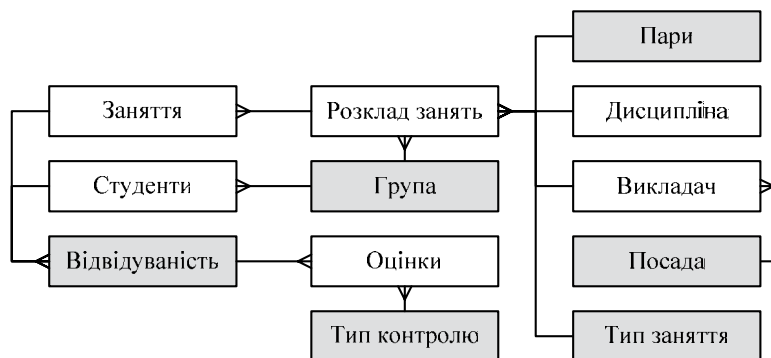 Пари
Заняття
Розклад занять
Дисципліна
Студенти
Група
Викладач
Відвідуваність
Оцінки
Посада
Тип контролю
Тип заняття